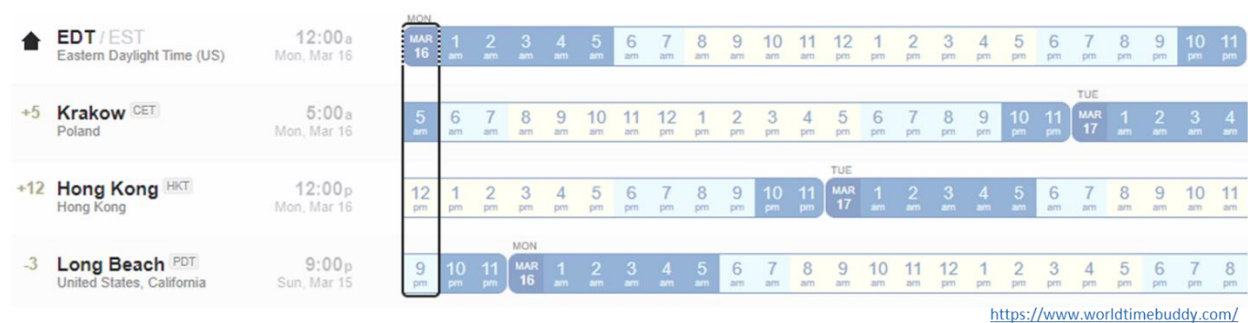 MON
EDT / EST 12:00a MAR 16 1 am 2 am 3 am 4 am 5 am 6 am 7 am 8 am 9 am 10 am 11 am 12 pm 1 pm 2 pm 3 pm 4 pm 5 pm 6 pm 7 pm 8 pm 9 pm 10 pm 11 pm
Eastern Daylight Time (US) Mon, Mar 16
TUE
+5 Krakow CET 5:00a 5 am 6 am 7 am 8 am 9 am 10 am 11 am 12 pm 1 pm 2 pm 3 pm 4 pm 5 pm 6 pm 7 pm 8 pm 9 pm 10 pm 11 pm MAR 17 1 am 2 am 3 am 4 am
Poland Mon, Mar 16
TUE
+12 Hong Kong HKT 12:00p 12 pm 1 pm 2 pm 3 pm 4 pm 5 pm 6 pm 7 pm 8 pm 9 pm 10 pm 11 pm MAR 17 1 am 2 am 3 am 4 am 5 am 6 am 7 am 8 am 9 am 10 am 11 am
Hong Kong Mon, Mar 16
MON
-3 Long Beach PDT 9:00p 9 pm 10 pm 11 pm MAR 16 1 am 2 am 3 am 4 am 5 am 6 am 7 am 8 am 9 am 10 am 11 am 12 pm 1 pm 2 pm 3 pm 4 pm 5 pm 6 pm 7 pm 8 pm
United States, California Sun, Mar 15
https://www.worldtimebuddy.com/